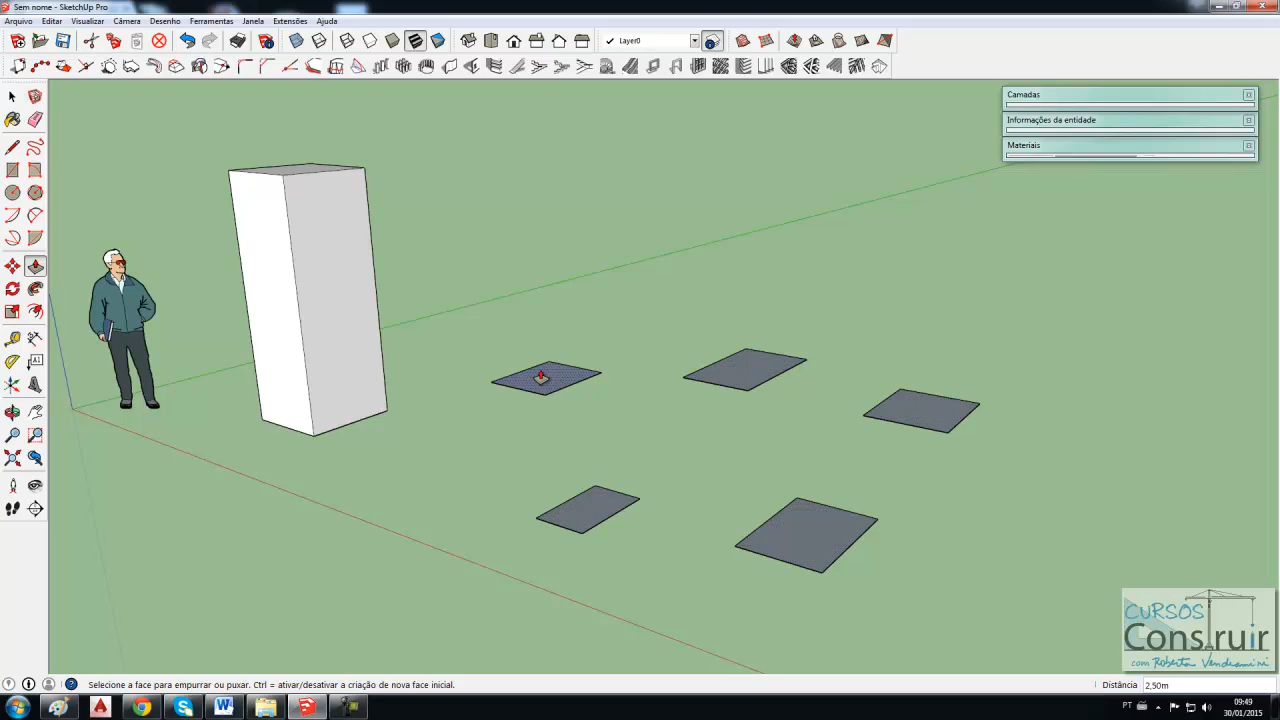 Sem nome - SketchUp Pro
Arquivo Editar Visualizar Câmera Desenho Ferramentas Janela Extensões Ajuda
Layer0
Camadas
Informações da entidade
Materiais
A1
CURSOS
Construir
com Roberta Vendramini
Selecione a face para empurrar ou puxar. Ctrl = ativar/desativar a criação de nova face inicial.
Distância 2,50m
PT
09:49
30/01/2015